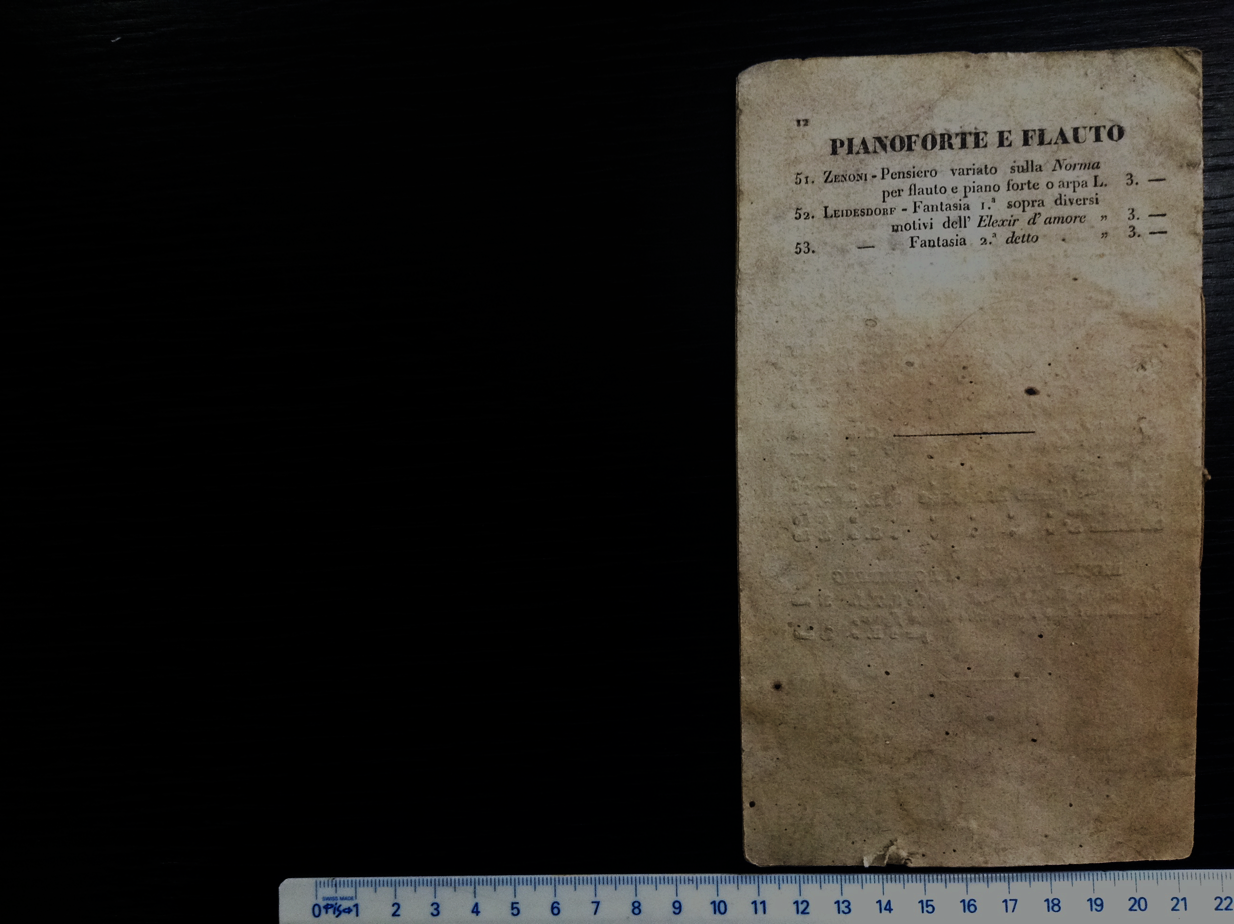 12
PIANOFORTE E FLAUTO
51. ZENONI - Pensiero variato sulla Norma
per flauto e piano forte o arpa L. 3. —
52. LEIDESDORF - Fantasia 1.ª sopra diversi
motivi dell' Elexir d'amore „ 3. —
53. — Fantasia 2.ª detto . „ 3. —
SWISS MADE
0 1 2 3 4 5 6 7 8 9 10 11 12 13 14 15 16 17 18 19 20 21 22